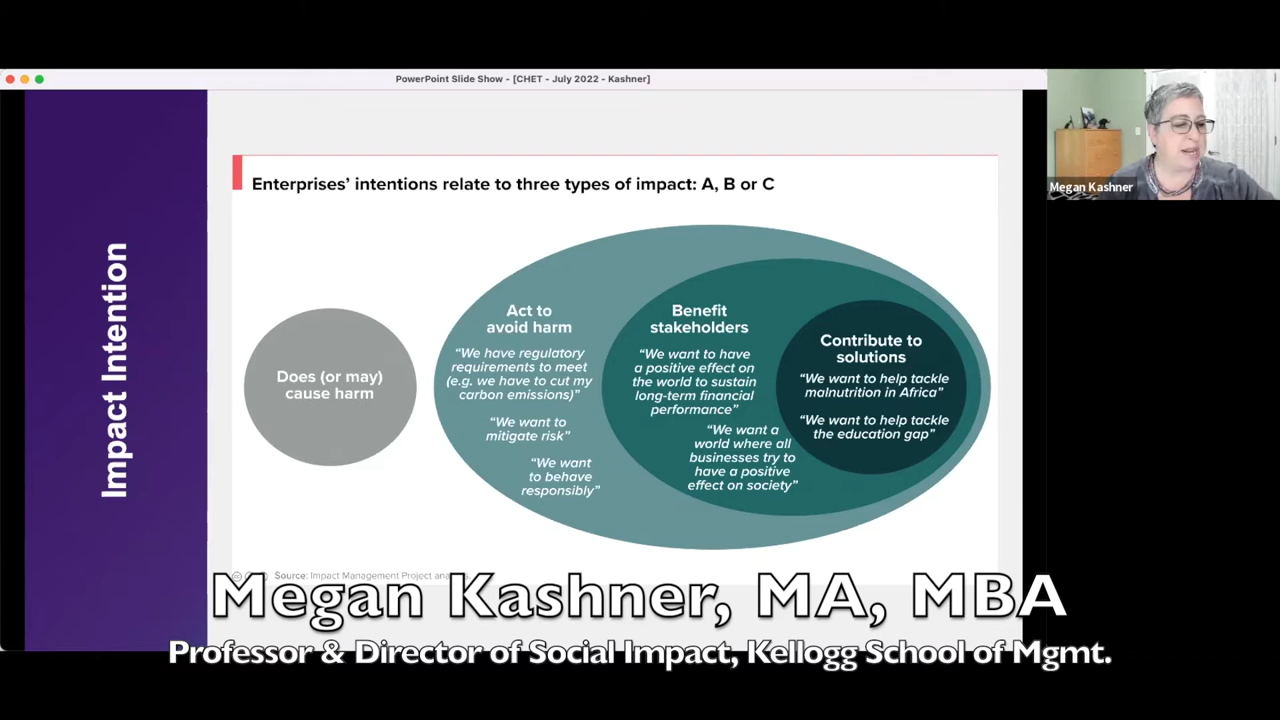 PowerPoint Slide Show - [CHET - July 2022 - Kashner]
Megan Kashner
Impact Intention
Enterprises' intentions relate to three types of impact: A, B or C
Does (or may)
cause harm
Act to
avoid harm
“We have regulatory
requirements to meet
(e.g. we have to cut my
carbon emissions)”
“We want to
mitigate risk”
“We want
to behave
responsibly”
Benefit
stakeholders
“We want to have
a positive effect on
the world to sustain
long-term financial
performance”
“We want a
world where all
businesses try to
have a positive
effect on society”
Contribute to
solutions
“We want to help tackle
malnutrition in Africa”
“We want to help tackle
the education gap”
Source: Impact Management Project
Megan Kashner, MA, MBA
Professor & Director of Social Impact, Kellogg School of Mgmt.